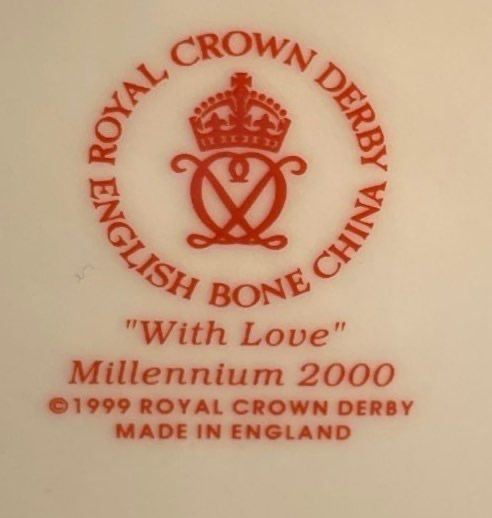 ROYAL CROWN DERBY
ENGLISH BONE CHINA
"With Love"
Millennium 2000
©1999 ROYAL CROWN DERBY
MADE IN ENGLAND